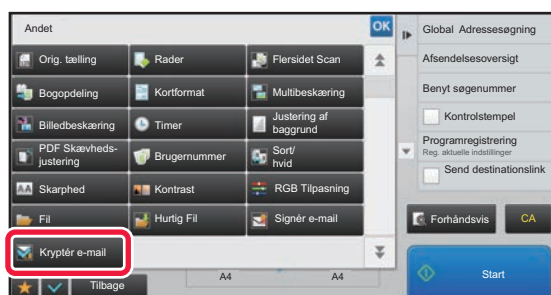 Andet
OK
Orig. tælling
Rader
Flersidet Scan
Bogopdeling
Kortformat
Multibeskæring
Billedbeskæring
Timer
Justering af
baggrund
PDF Skævheds-
justering
Brugernummer
Sort/
hvid
AA Skarphed
Kontrast
RGB Tilpasning
Fil
Hurtig Fil
Signér e-mail
Kryptér e-mail
Tilbage
A4
A4
Global Adressesøgning
Afsendelsesoversigt
Benyt søgenummer
Kontrolstempel
Programregistrering
Reg. aktuelle indstillinger
Send destinationslink
Forhåndsvis
CA
Start